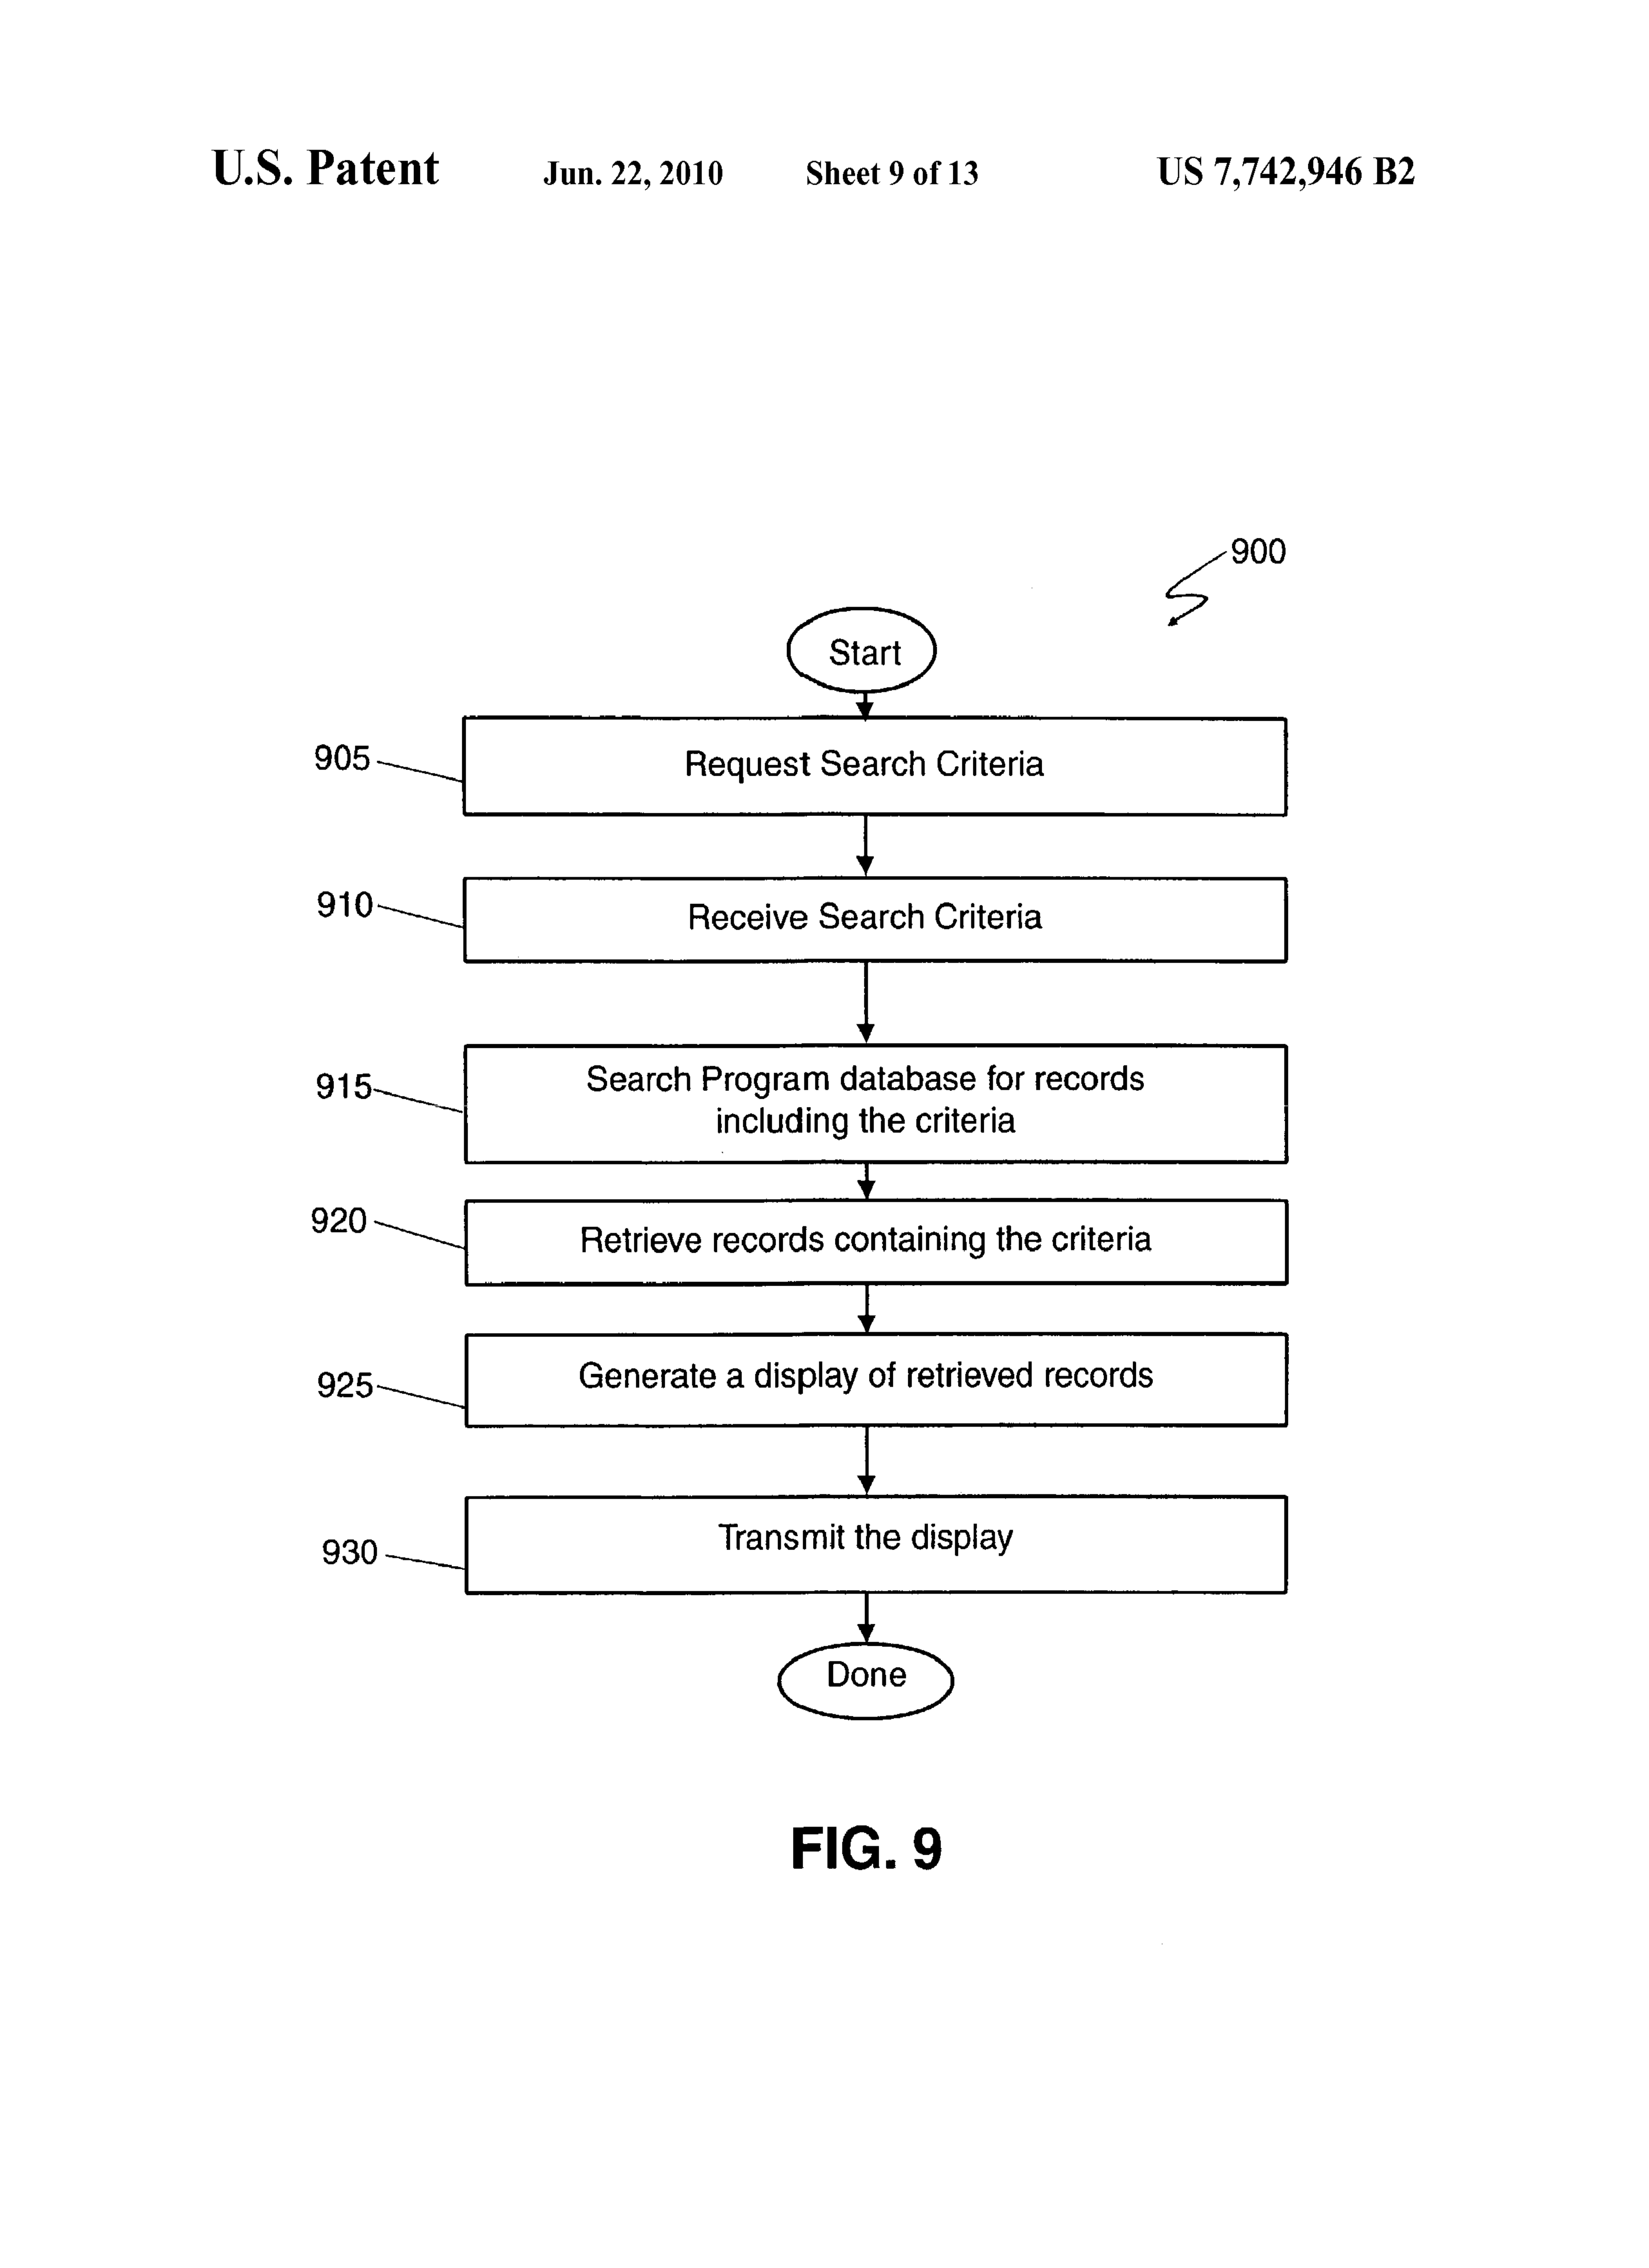 U.S. Patent Jun. 22, 2010 Sheet 9 of 13 US 7,742,946 B2
900
Start
905 Request Search Criteria
910 Receive Search Criteria
915 Search Program database for records
including the criteria
920 Retrieve records containing the criteria
925 Generate a display of retrieved records
930 Transmit the display
Done
FIG. 9